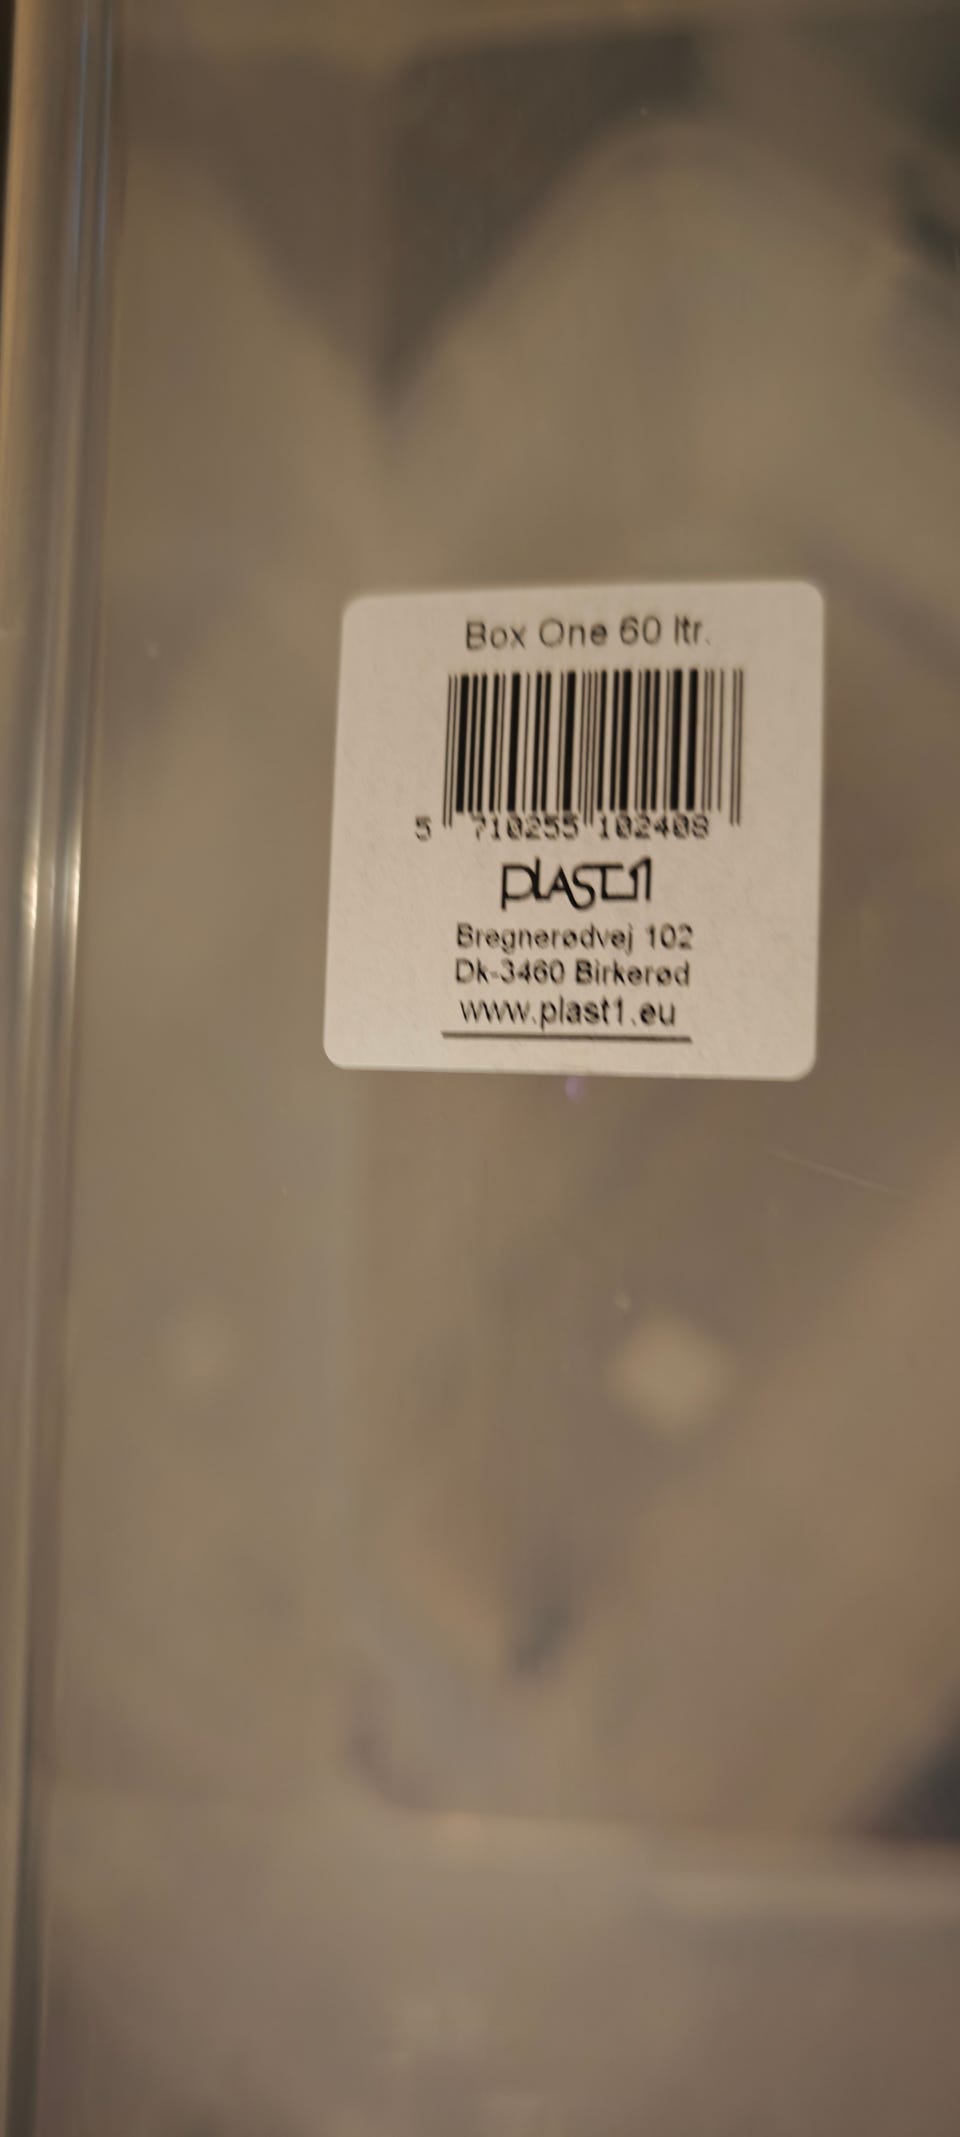 Box One 60 ltr.
5 710255 102408
PLAST1
Bregnerødvej 102
Dk-3460 Birkerød
www.plast1.eu